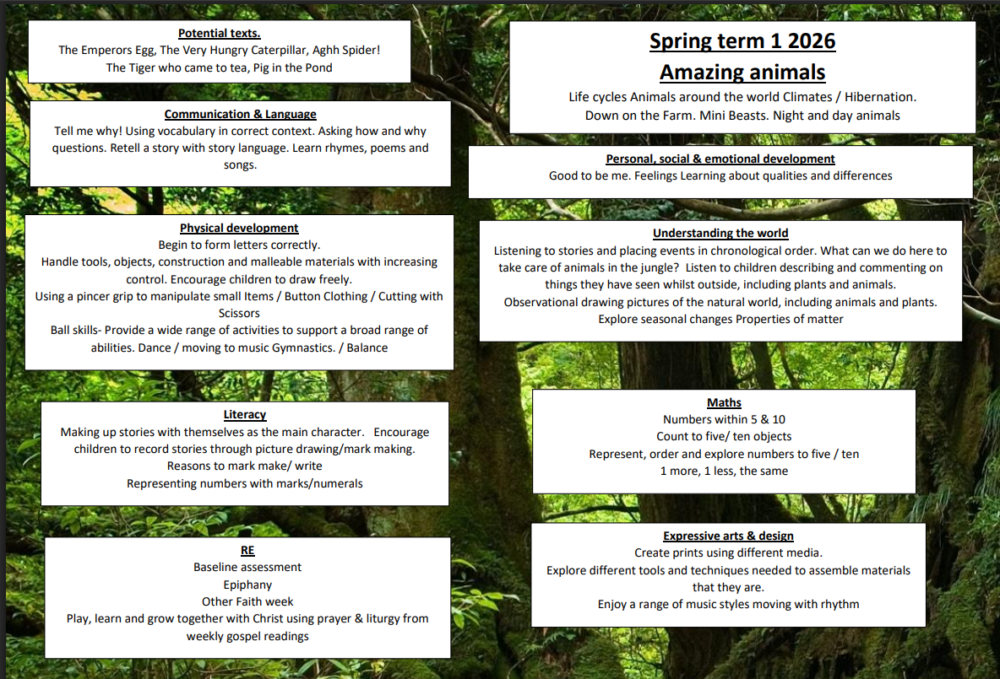 Potential texts.
The Emperors Egg, The Very Hungry Caterpillar, Aghh Spider!
The Tiger who came to tea, Pig in the Pond
Communication & Language
Tell me why! Using vocabulary in correct context. Asking how and why
questions. Retell a story with story language. Learn rhymes, poems and
songs.
Physical development
Begin to form letters correctly.
Handle tools, objects, construction and malleable materials with increasing
control. Encourage children to draw freely.
Using a pincer grip to manipulate small Items / Button Clothing / Cutting with
Scissors
Ball skills- Provide a wide range of activities to support a broad range of
abilities. Dance / moving to music Gymnastics. / Balance
Literacy
Making up stories with themselves as the main character.   Encourage
children to record stories through picture drawing/mark making.
Reasons to mark make/ write
Representing numbers with marks/numerals
RE
Baseline assessment
Epiphany
Other Faith week
Play, learn and grow together with Christ using prayer & liturgy from
weekly gospel readings
Spring term 1 2026
Amazing animals
Life cycles Animals around the world Climates / Hibernation.
Down on the Farm. Mini Beasts. Night and day animals
Personal, social & emotional development
Good to be me. Feelings Learning about qualities and differences
Understanding the world
Listening to stories and placing events in chronological order. What can we do here to
take care of animals in the jungle?  Listen to children describing and commenting on
things they have seen whilst outside, including plants and animals.
Observational drawing pictures of the natural world, including animals and plants.
Explore seasonal changes Properties of matter
Maths
Numbers within 5 & 10
Count to five/ ten objects
Represent, order and explore numbers to five / ten
1 more, 1 less, the same
Expressive arts & design
Create prints using different media.
Explore different tools and techniques needed to assemble materials
that they are.
Enjoy a range of music styles moving with rhythm